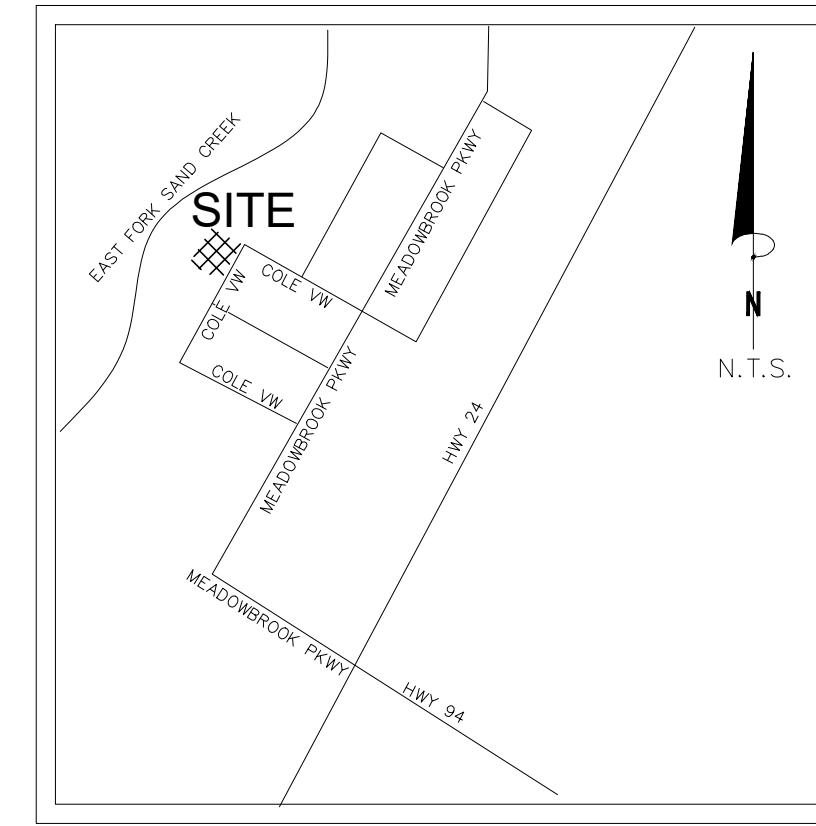 EAST FORK SAND CREEK
SITE
MEADOWBROOK PKWY
COLE VW
COLE VW
COLE VW
MEADOWBROOK PKWY
HWY 24
N
N.T.S.
MEADOWBROOK PKWY
HWY 94